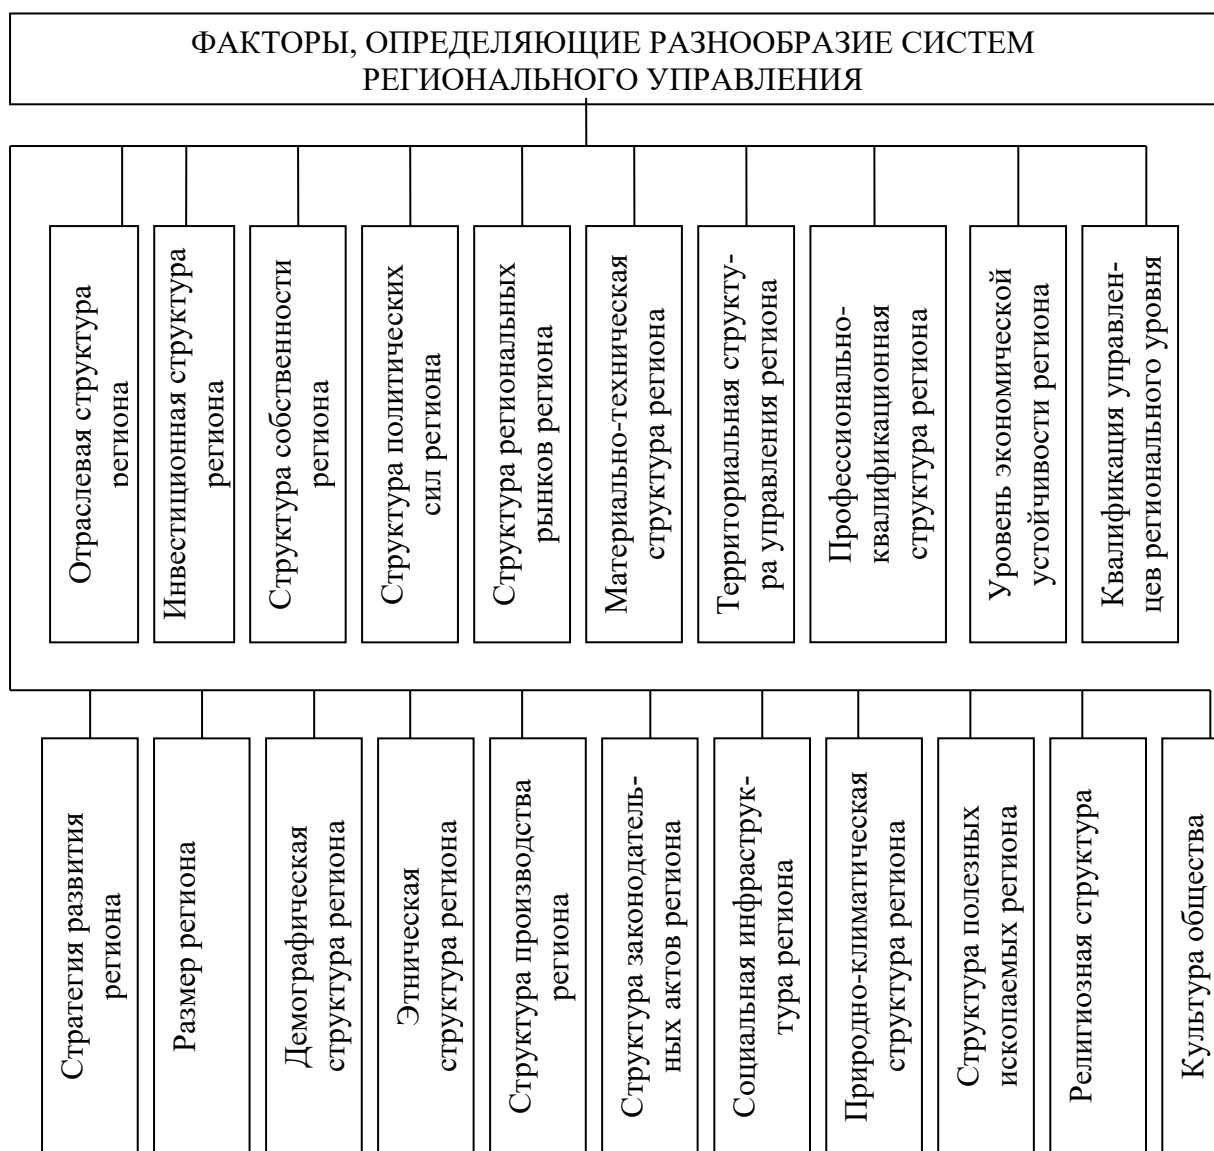 ФАКТОРЫ, ОПРЕДЕЛЯЮЩИЕ РАЗНООБРАЗИЕ СИСТЕМ
РЕГИОНАЛЬНОГО УПРАВЛЕНИЯ
Отраслевая структура
региона
Инвестиционная структура
региона
Структура собственности
региона
Структура политических
сил региона
Структура региональных
рынков региона
Материально-техническая
структура региона
Территориальная структу-
ра управления региона
Профессионально-
квалификационная
структура региона
Уровень экономической
устойчивости региона
Квалификация управлен-
цев регионального уровня
Стратегия развития
региона
Размер региона
Демографическая
структура региона
Этническая
структура региона
Структура производства
региона
Структура законодатель-
ных актов региона
Социальная инфраструк-
тура региона
Природно-климатическая
структура региона
Структура полезных
ископаемых региона
Религиозная структура
Культура общества